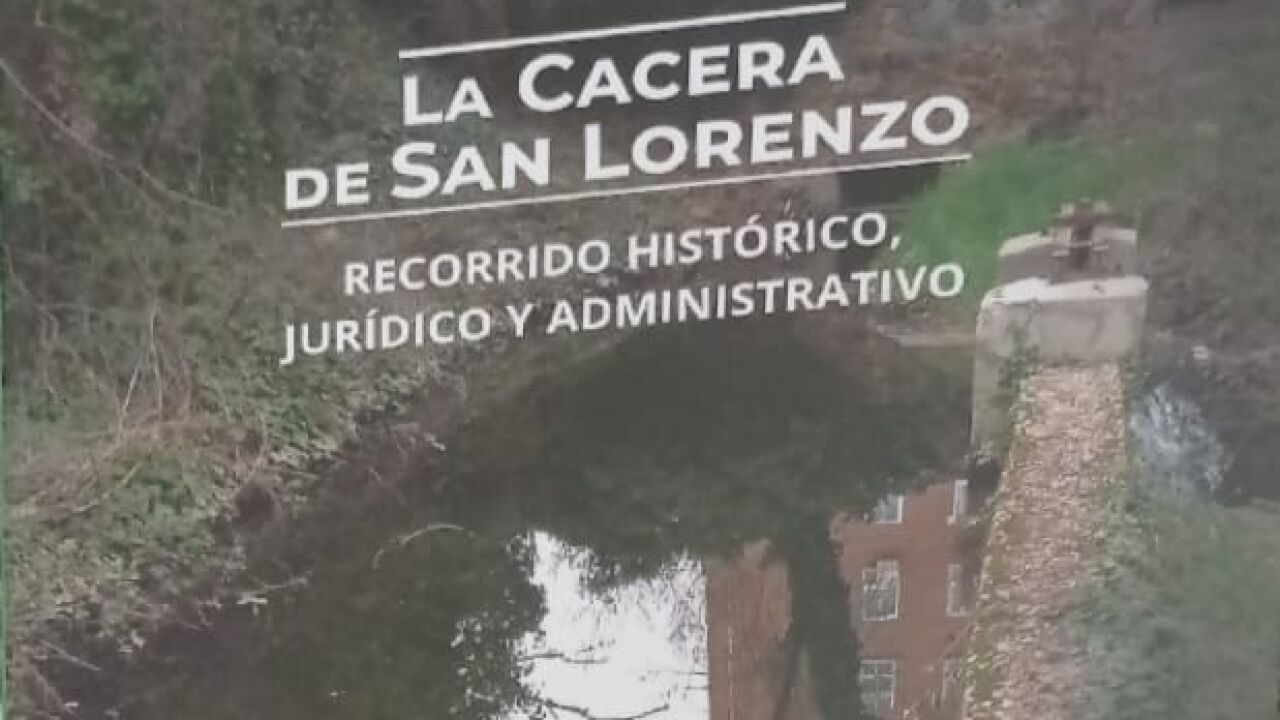 LA CACERA
DE SAN LORENZO
RECORRIDO HISTÓRICO,
JURÍDICO Y ADMINISTRATIVO